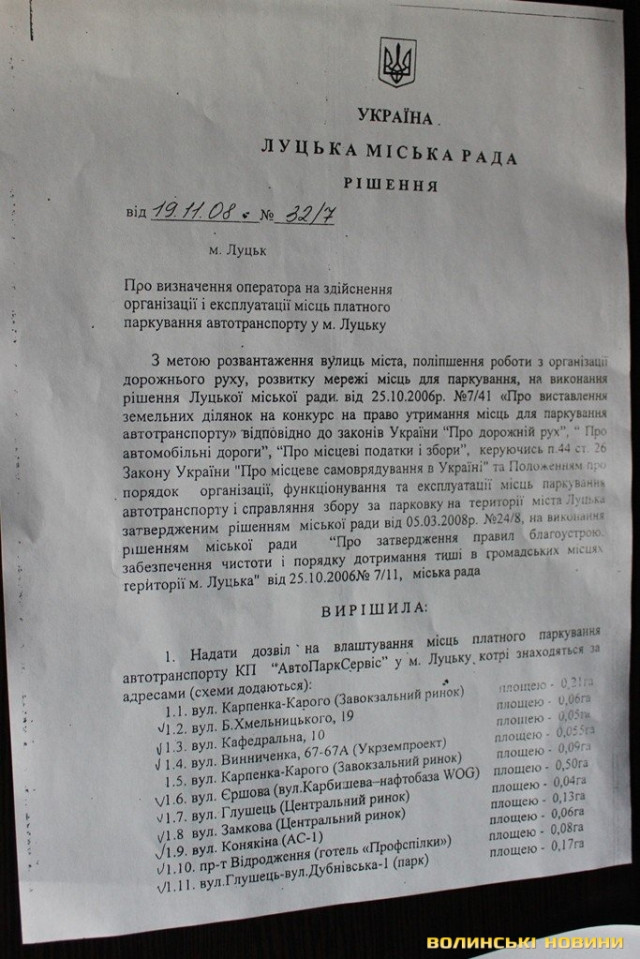 УКРАЇНА
ЛУЦЬКА МІСЬКА РАДА
РІШЕННЯ
від 19.11.08. № 32/7
м. Луцьк
Про визначення оператора на здійснення
організації і експлуатації місць платного
паркування автотранспорту у м. Луцьку
З метою розвантаження вулиць міста, поліпшення роботи з організації
дорожнього руху, розвитку мережі місць для паркування, на виконання
рішення Луцької міської ради від 25.10.2006р. №7/41 «Про виставлення
земельних ділянок на конкурс на право утримання місць для паркування
автотранспорту» відповідно до законів України "Про дорожній рух", " Про
автомобільні дороги", "Про місцеві податки і збори", керуючись п.44 ст. 26
Закону України "Про місцеве самоврядування в Україні" та Положенням про
порядок організації, функціонування та експлуатації місць паркування
автотранспорту і справляння збору за парковку на території міста Луцька
затвердженим рішенням міської ради від 05.03.2008р. №24/8, на виконання
рішенням міської ради "Про затвердження правил благоустрою,
забезпечення чистоти і порядку дотримання тиші в громадських місцях
території м. Луцька" від 25.10.2006№ 7/11, міська рада
ВИРІШИЛА:
1. Надати дозвіл на влаштування місць платного паркування
автотранспорту КП "АвтоПаркСервіс" у м. Луцьку котрі знаходяться за
адресами (схеми додаються):
1.1. вул. Карпенка-Карого (Завокзальний ринок) площею - 0,21га
√1.2. вул. Б.Хмельницького, 19 площею - 0,06га
√1.3. вул. Кафедральна, 10 площею - 0,05га
√1.4. вул. Винниченка, 67-67А (Укрземпроект) площею - 0,055га
1.5. вул. Карпенка-Карого (Завокзальний ринок) площею - 0,09га
√1.6. вул. Єршова (вул.Карбишева–нафтобаза WOG) площею - 0,50га
√1.7. вул. Глушець (Центральний ринок) площею - 0,04га
√1.8 вул. Замкова (Центральний ринок) площею - 0,13га
√1.9. вул. Конякіна (АС-1) площею - 0,06га
√1.10. пр-т Відродження (готель «Профспілки») площею - 0,08га
√1.11. вул.Глушець-вул.Дубнівська-1 (парк) площею - 0,17га
ВОЛИНСЬКІ НОВИНИ